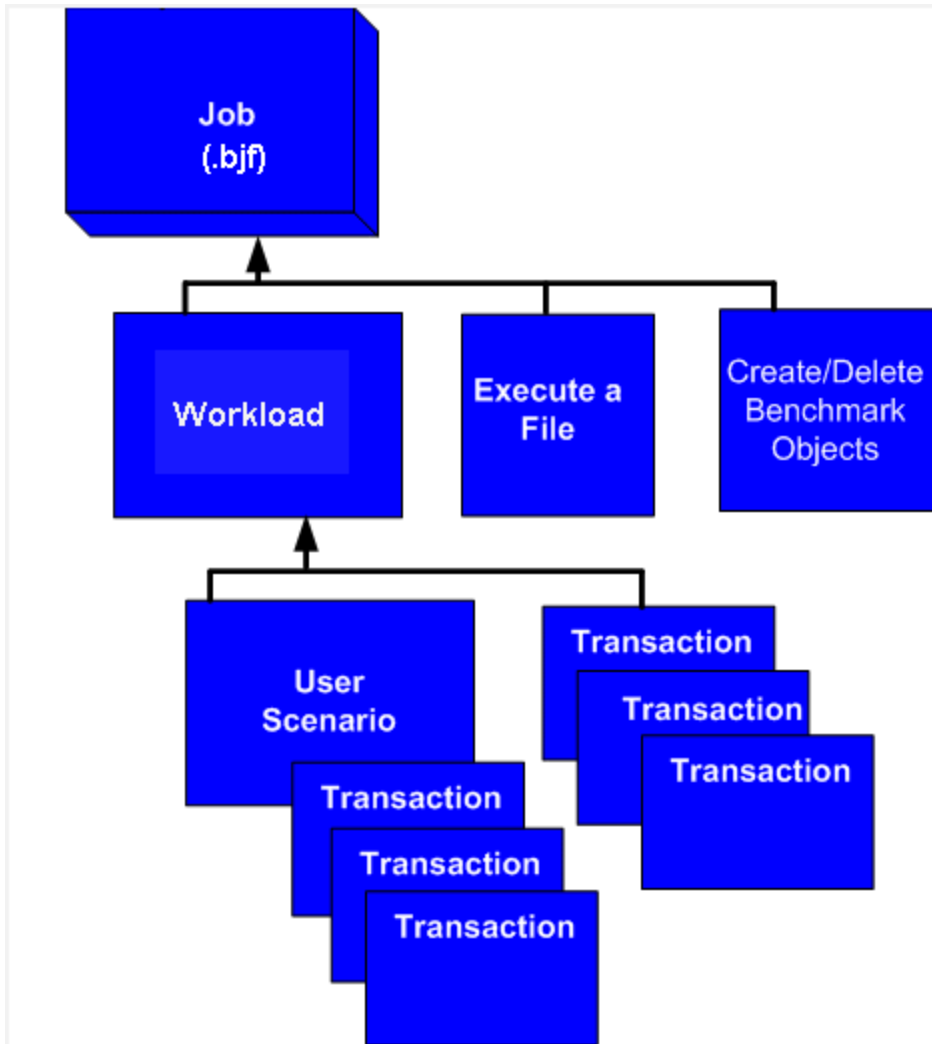 Job
(.bjf)
Workload
Execute a
File
Create/Delete
Benchmark
Objects
User
Scenario
Transaction
Transaction
Transaction
Transaction
Transaction
Transaction